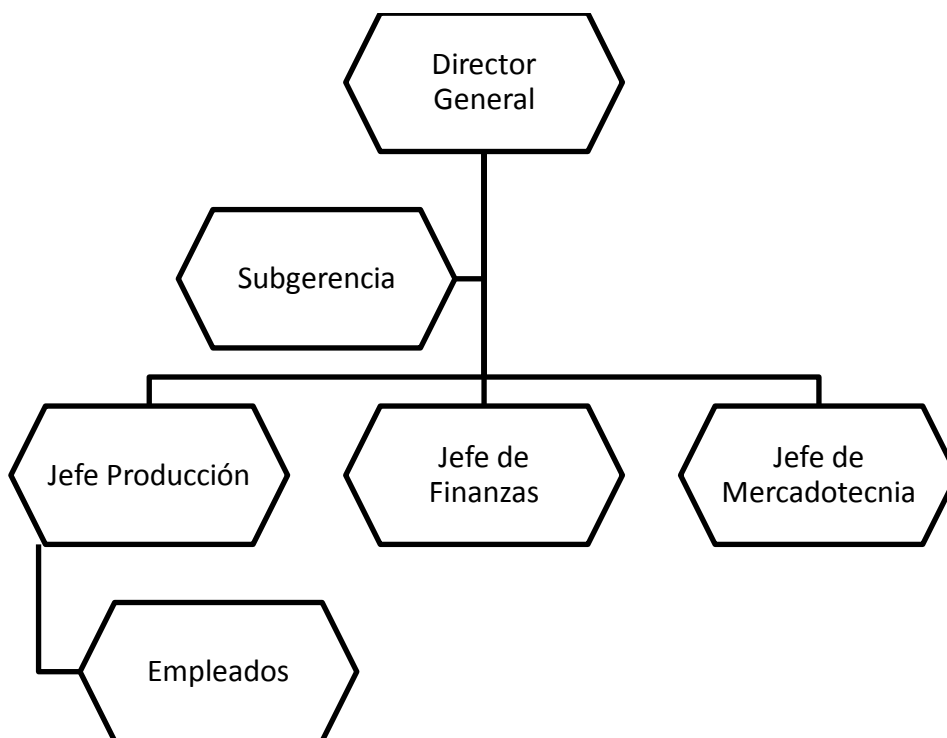 Director
General
Subgerencia
Jefe Producción
Jefe de
Finanzas
Jefe de
Mercadotecnia
Empleados